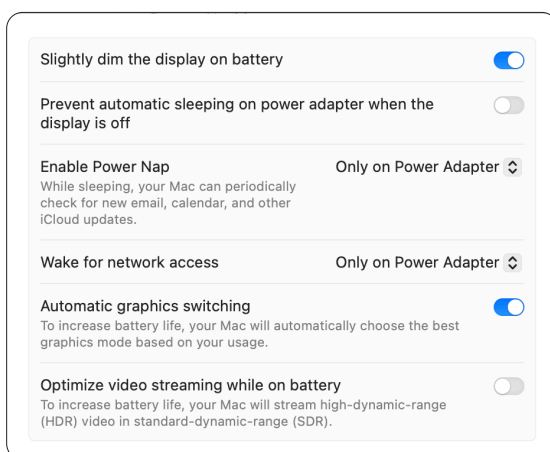 Slightly dim the display on battery
Prevent automatic sleeping on power adapter when the
display is off
Enable Power Nap
Only on Power Adapter
While sleeping, your Mac can periodically
check for new email, calendar, and other
iCloud updates.
Wake for network access
Only on Power Adapter
Automatic graphics switching
To increase battery life, your Mac will automatically choose the best
graphics mode based on your usage.
Optimize video streaming while on battery
To increase battery life, your Mac will stream high-dynamic-range
(HDR) video in standard-dynamic-range (SDR).